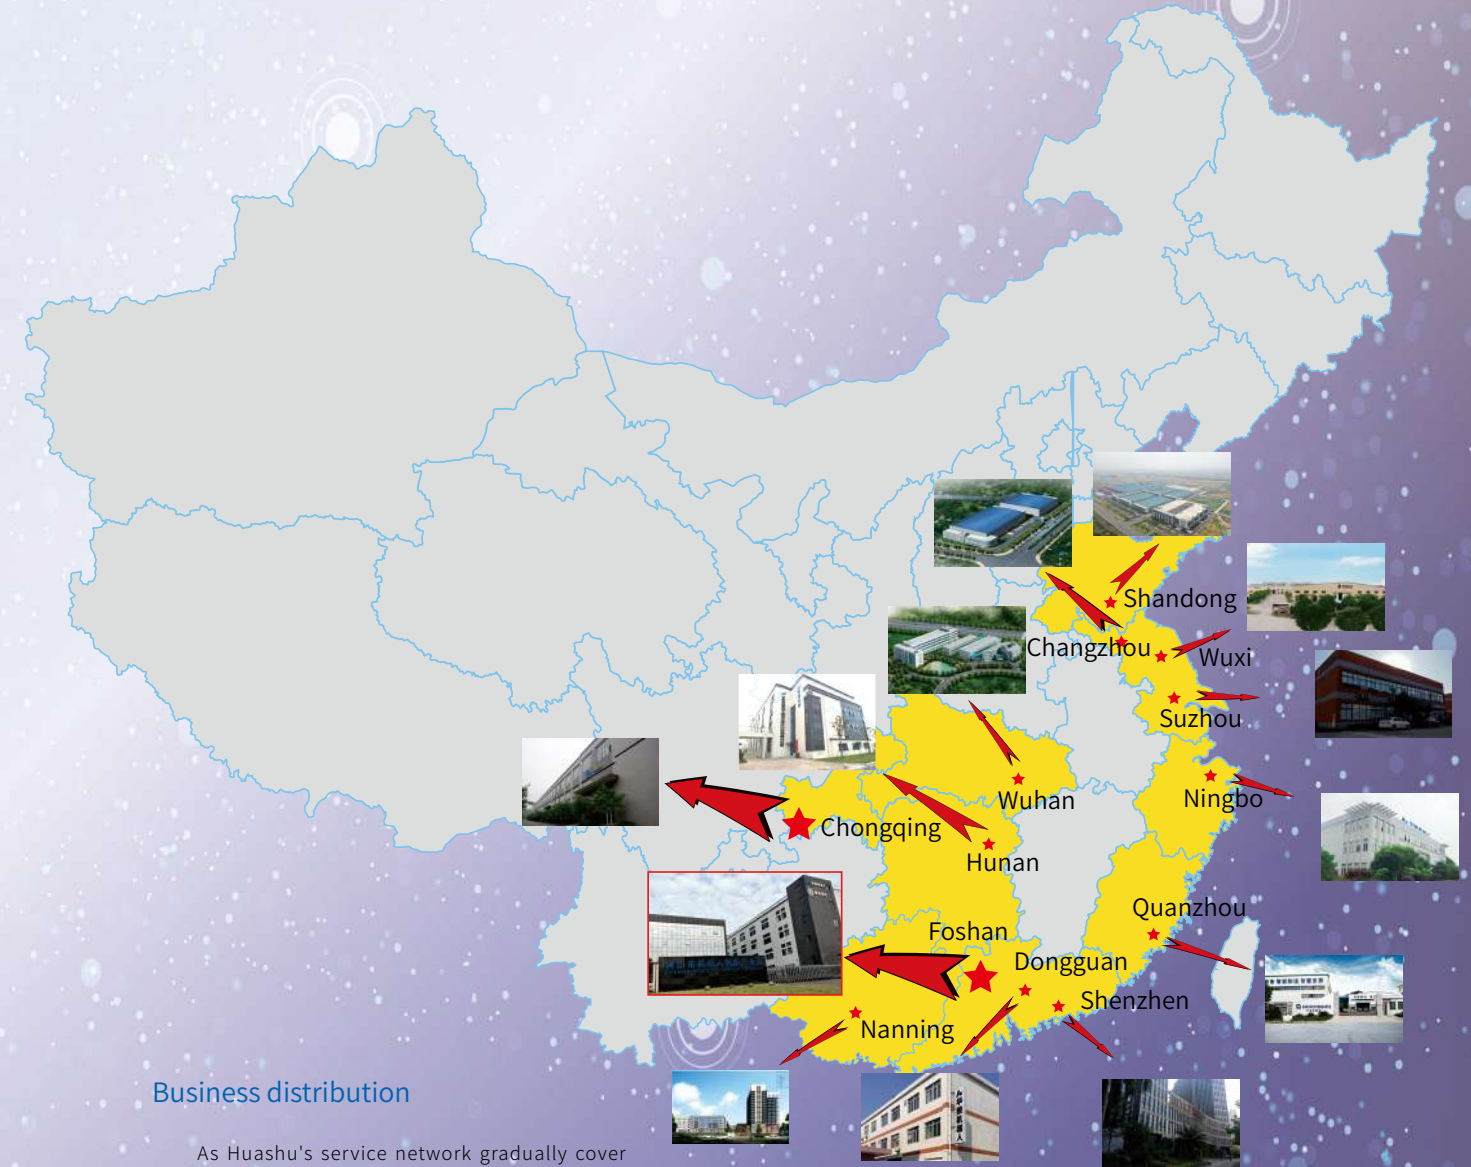 Shandong
Changzhou
Wuxi
Suzhou
Wuhan
Ningbo
Chongqing
Hunan
Quanzhou
Foshan
Dongguan
Shenzhen
Nanning
Business distribution
As Huashu's service network gradually cover